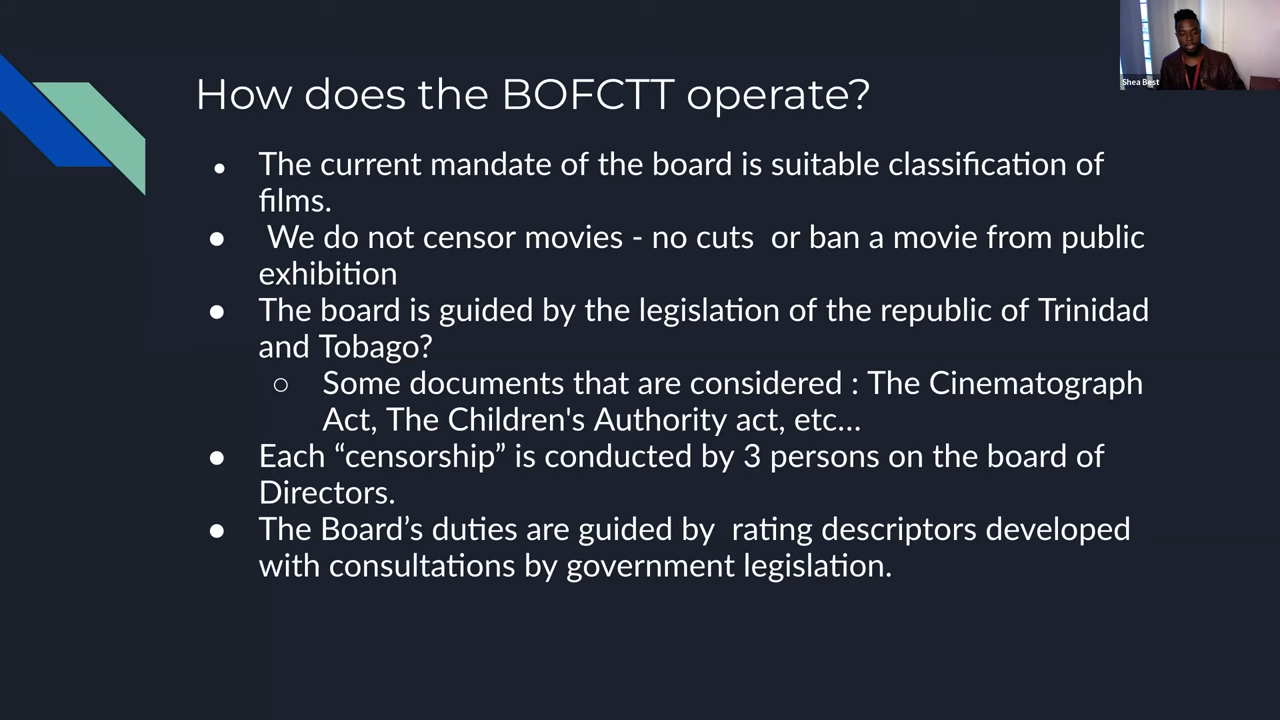 Shea Best
How does the BOFCTT operate?
● The current mandate of the board is suitable classification of
films.
● We do not censor movies - no cuts or ban a movie from public
exhibition
● The board is guided by the legislation of the republic of Trinidad
and Tobago?
○ Some documents that are considered : The Cinematograph
Act, The Children's Authority act, etc...
● Each “censorship” is conducted by 3 persons on the board of
Directors.
● The Board’s duties are guided by rating descriptors developed
with consultations by government legislation.